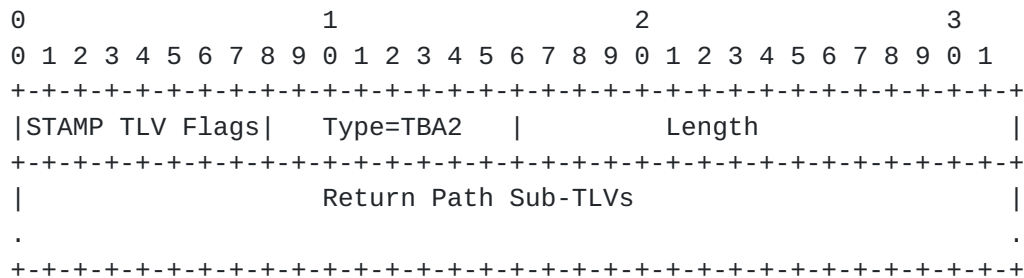 0                   1                   2                   3
0 1 2 3 4 5 6 7 8 9 0 1 2 3 4 5 6 7 8 9 0 1 2 3 4 5 6 7 8 9 0 1
+-+-+-+-+-+-+-+-+-+-+-+-+-+-+-+-+-+-+-+-+-+-+-+-+-+-+-+-+-+-+-+-+
|STAMP TLV Flags|   Type=TBA2   |         Length                |
+-+-+-+-+-+-+-+-+-+-+-+-+-+-+-+-+-+-+-+-+-+-+-+-+-+-+-+-+-+-+-+-+
|                   Return Path Sub-TLVs                        |
.                                                               .
+-+-+-+-+-+-+-+-+-+-+-+-+-+-+-+-+-+-+-+-+-+-+-+-+-+-+-+-+-+-+-+-+